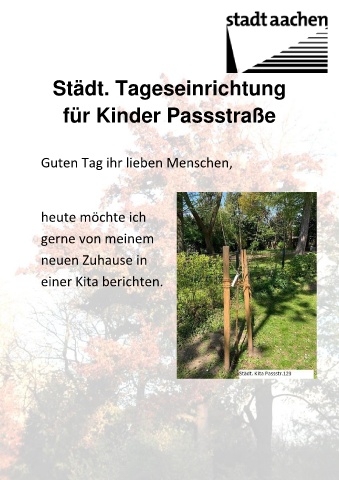 stadt aachen
Städt. Tageseinrichtung
für Kinder Passstraße
Guten Tag ihr lieben Menschen,
heute möchte ich
gerne von meinem
neuen Zuhause in
einer Kita berichten.
Städt. Kita Passstr.123